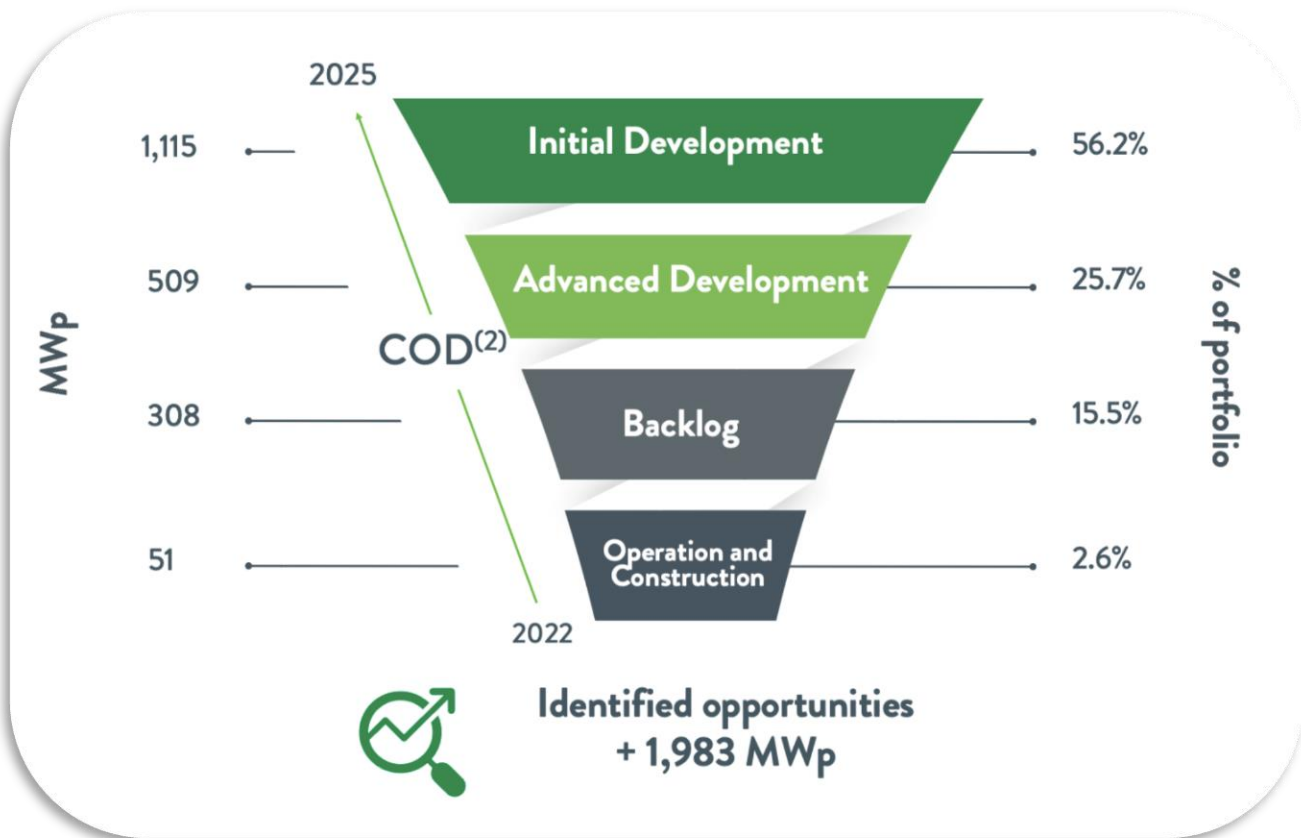 2025
1,115
Initial Development
56.2%
509
Advanced Development
25.7%
MWp
COD(2)
% of portfolio
308
Backlog
15.5%
51
Operation and
Construction
2.6%
2022
Identified opportunities
+ 1,983 MWp